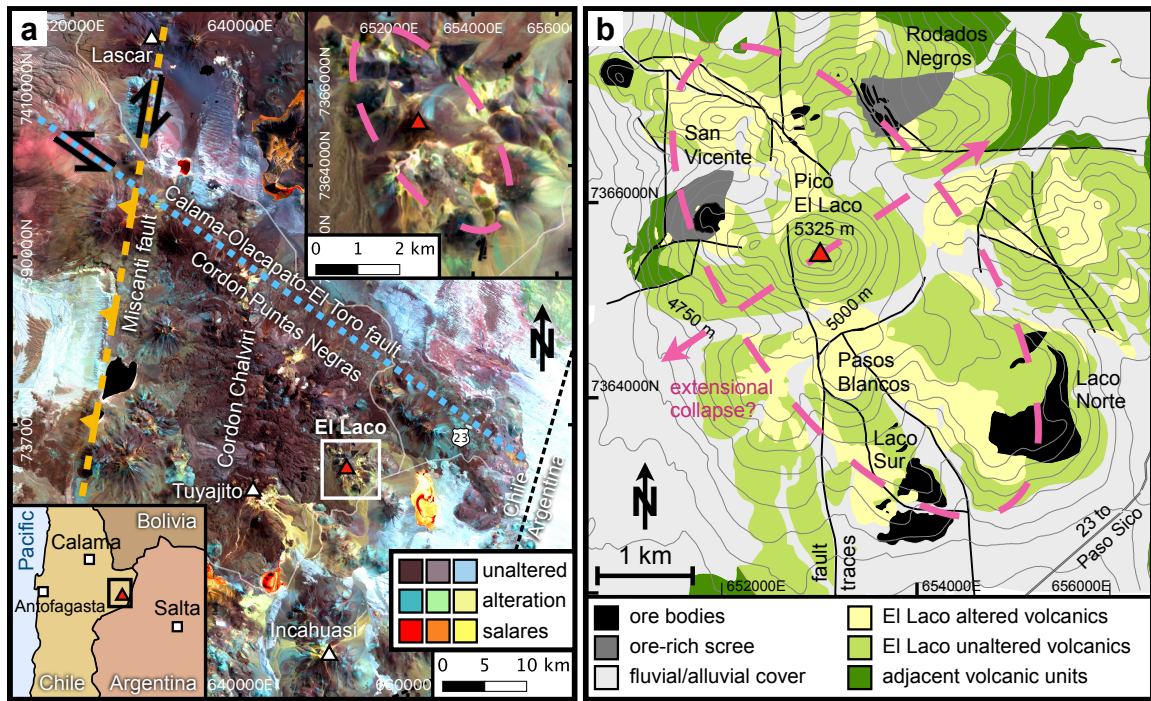 a
620000E
640000E
Lascar
7410000N
7390000N
73700
Miscanti fault
Calama-Olacapato-El Toro fault
Cordon Puntas Negras
Cordon Chalviri
El Laco
23
Tuyajito
Chile
Argentina
N
Incahuasi
640000E
660000E
652000E
654000E
656000E
7366000N
7364000N
0 1 2 km
Pacific
Bolivia
Calama
Antofagasta
Salta
Chile
Argentina
unaltered
alteration
salares
0 5 10 km
b
Rodados
Negros
San
Vicente
7366000N
Pico
El Laco
5325 m
4750 m
5000 m
Pasos
Blancos
7364000N
extensional
collapse?
Laco
Norte
Laco
Sur
N
1 km
fault
traces
23 to
Paso Sico
652000E
654000E
656000E
ore bodies
ore-rich scree
fluvial/alluvial cover
El Laco altered volcanics
El Laco unaltered volcanics
adjacent volcanic units